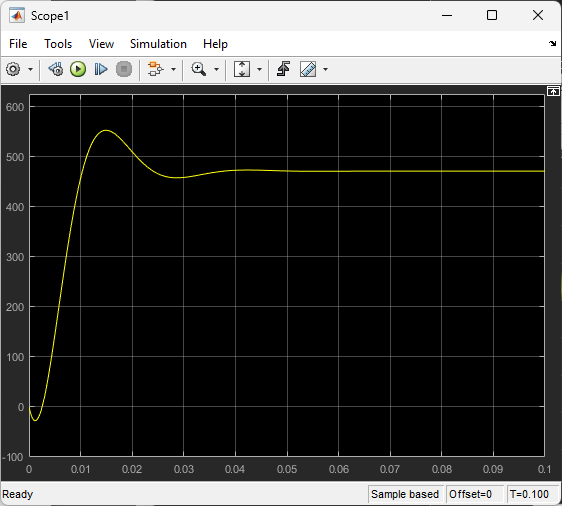 Scope1
File Tools View Simulation Help
600
500
400
300
200
100
0
-100
0 0.01 0.02 0.03 0.04 0.05 0.06 0.07 0.08 0.09 0.1
Ready Sample based Offset=0 T=0.100